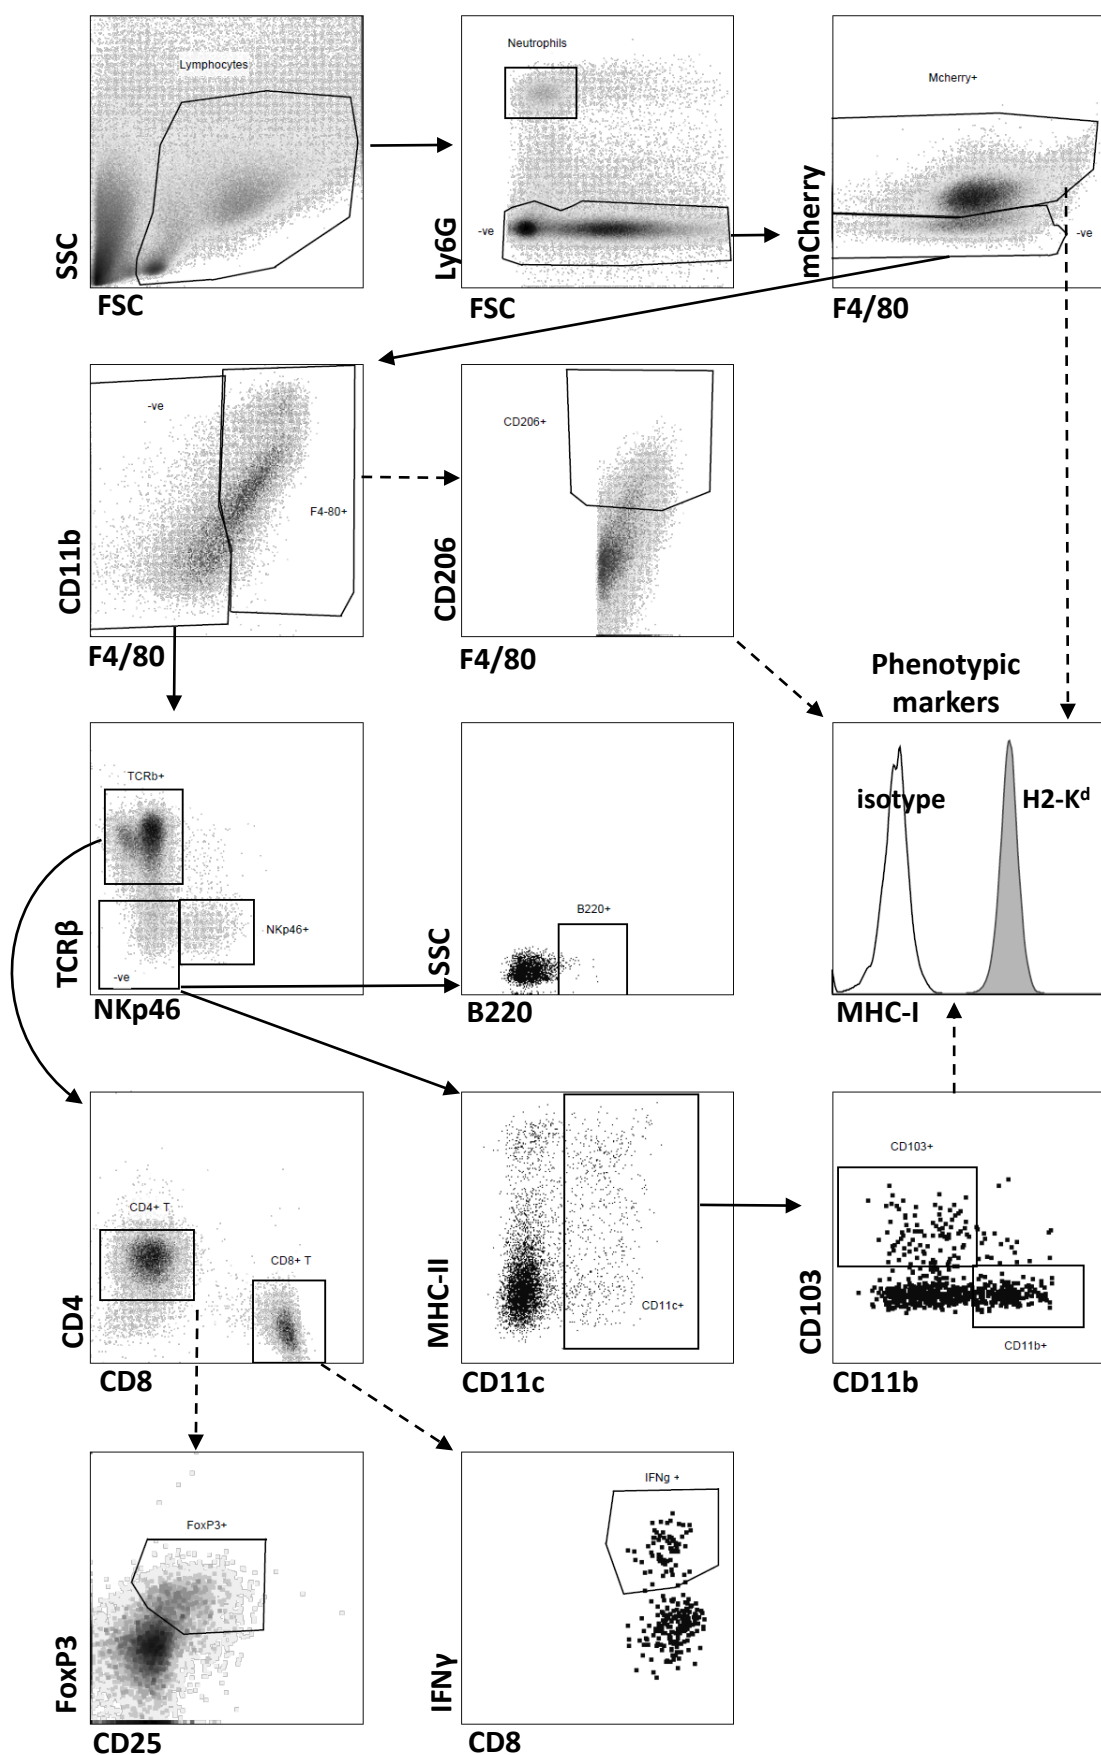 Lymphocytes
SSC
FSC
Neutrophils
-ve
Ly6G
FSC
Mcherry+
-ve
mCherry
F4/80
-ve
F4-80+
CD11b
F4/80
CD206+
CD206
F4/80
Phenotypic
markers
isotype
H2-Kᵈ
MHC-I
TCRb+
NKp46+
-ve
TCRβ
NKp46
B220+
SSC
B220
CD4+ T
CD8+ T
CD4
CD8
CD11c+
MHC-II
CD11c
CD103+
CD11b+
CD103
CD11b
FoxP3+
FoxP3
CD25
IFNg +
IFNγ
CD8